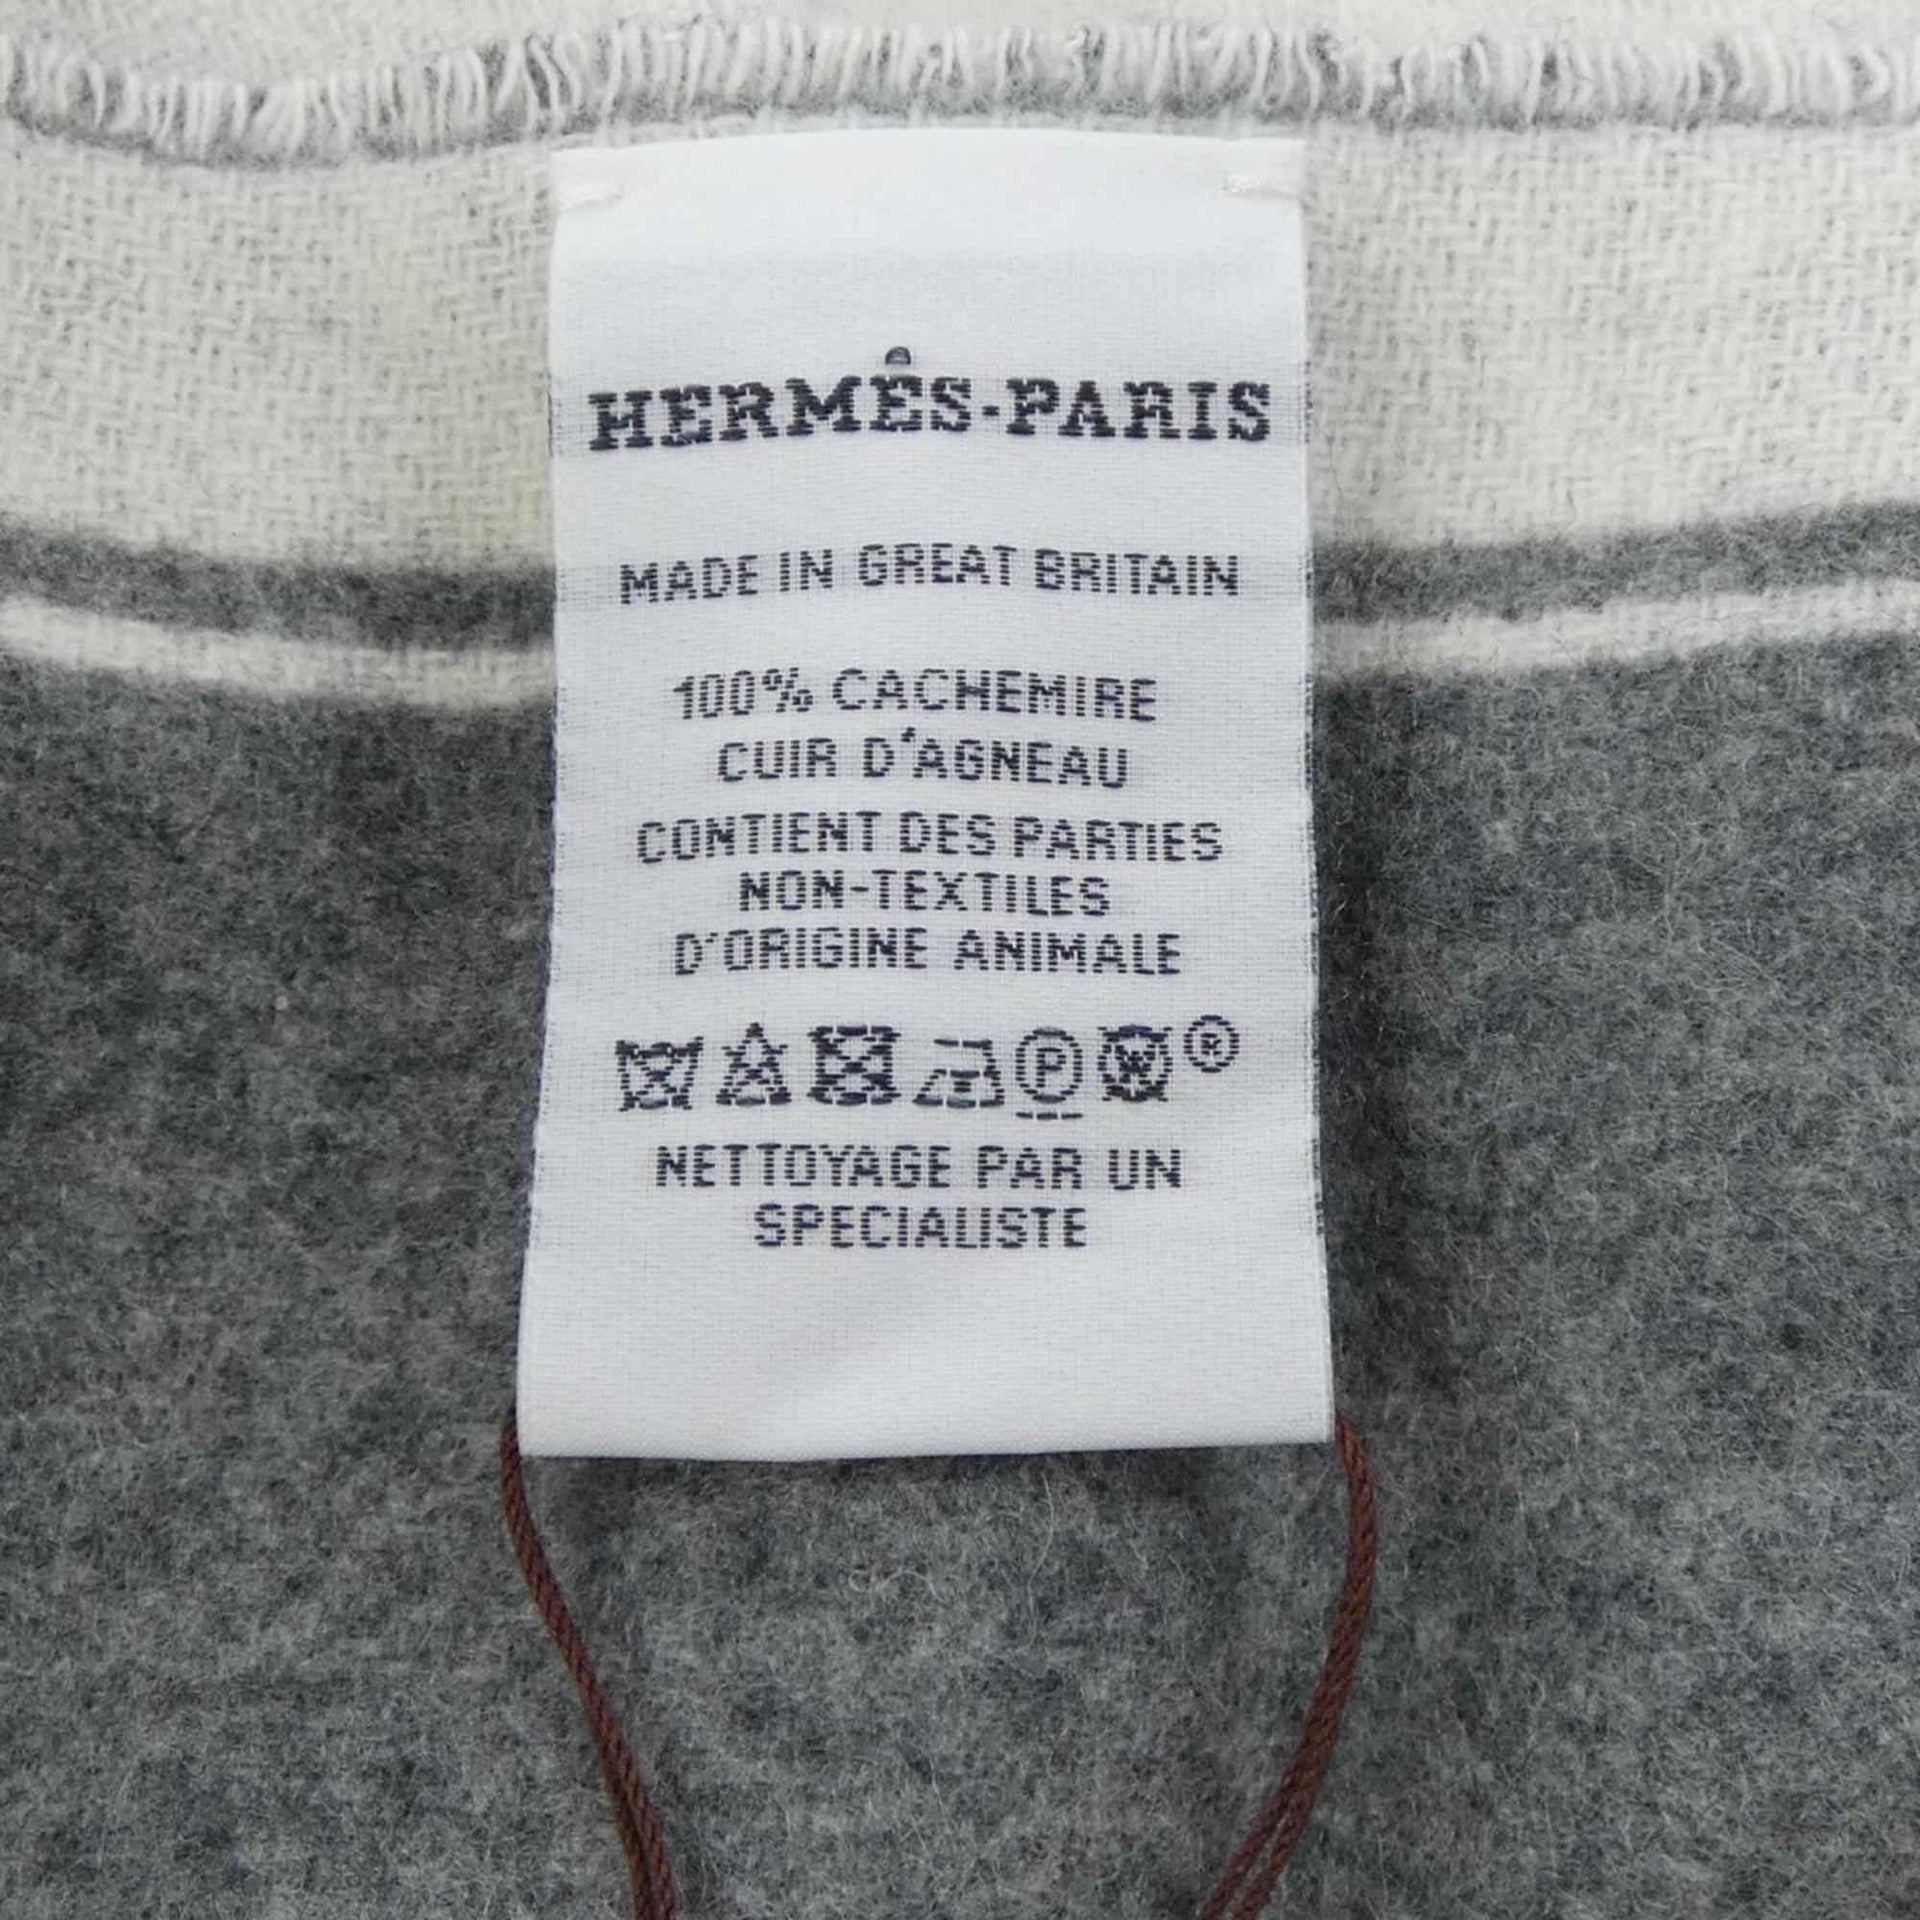 HERMÈS-PARIS
MADE IN GREAT BRITAIN
100% CACHEMIRE
CUIR D'AGNEAU
CONTIENT DES PARTIES
NON-TEXTILES
D'ORIGINE ANIMALE
P W ®
NETTOYAGE PAR UN
SPECIALISTE